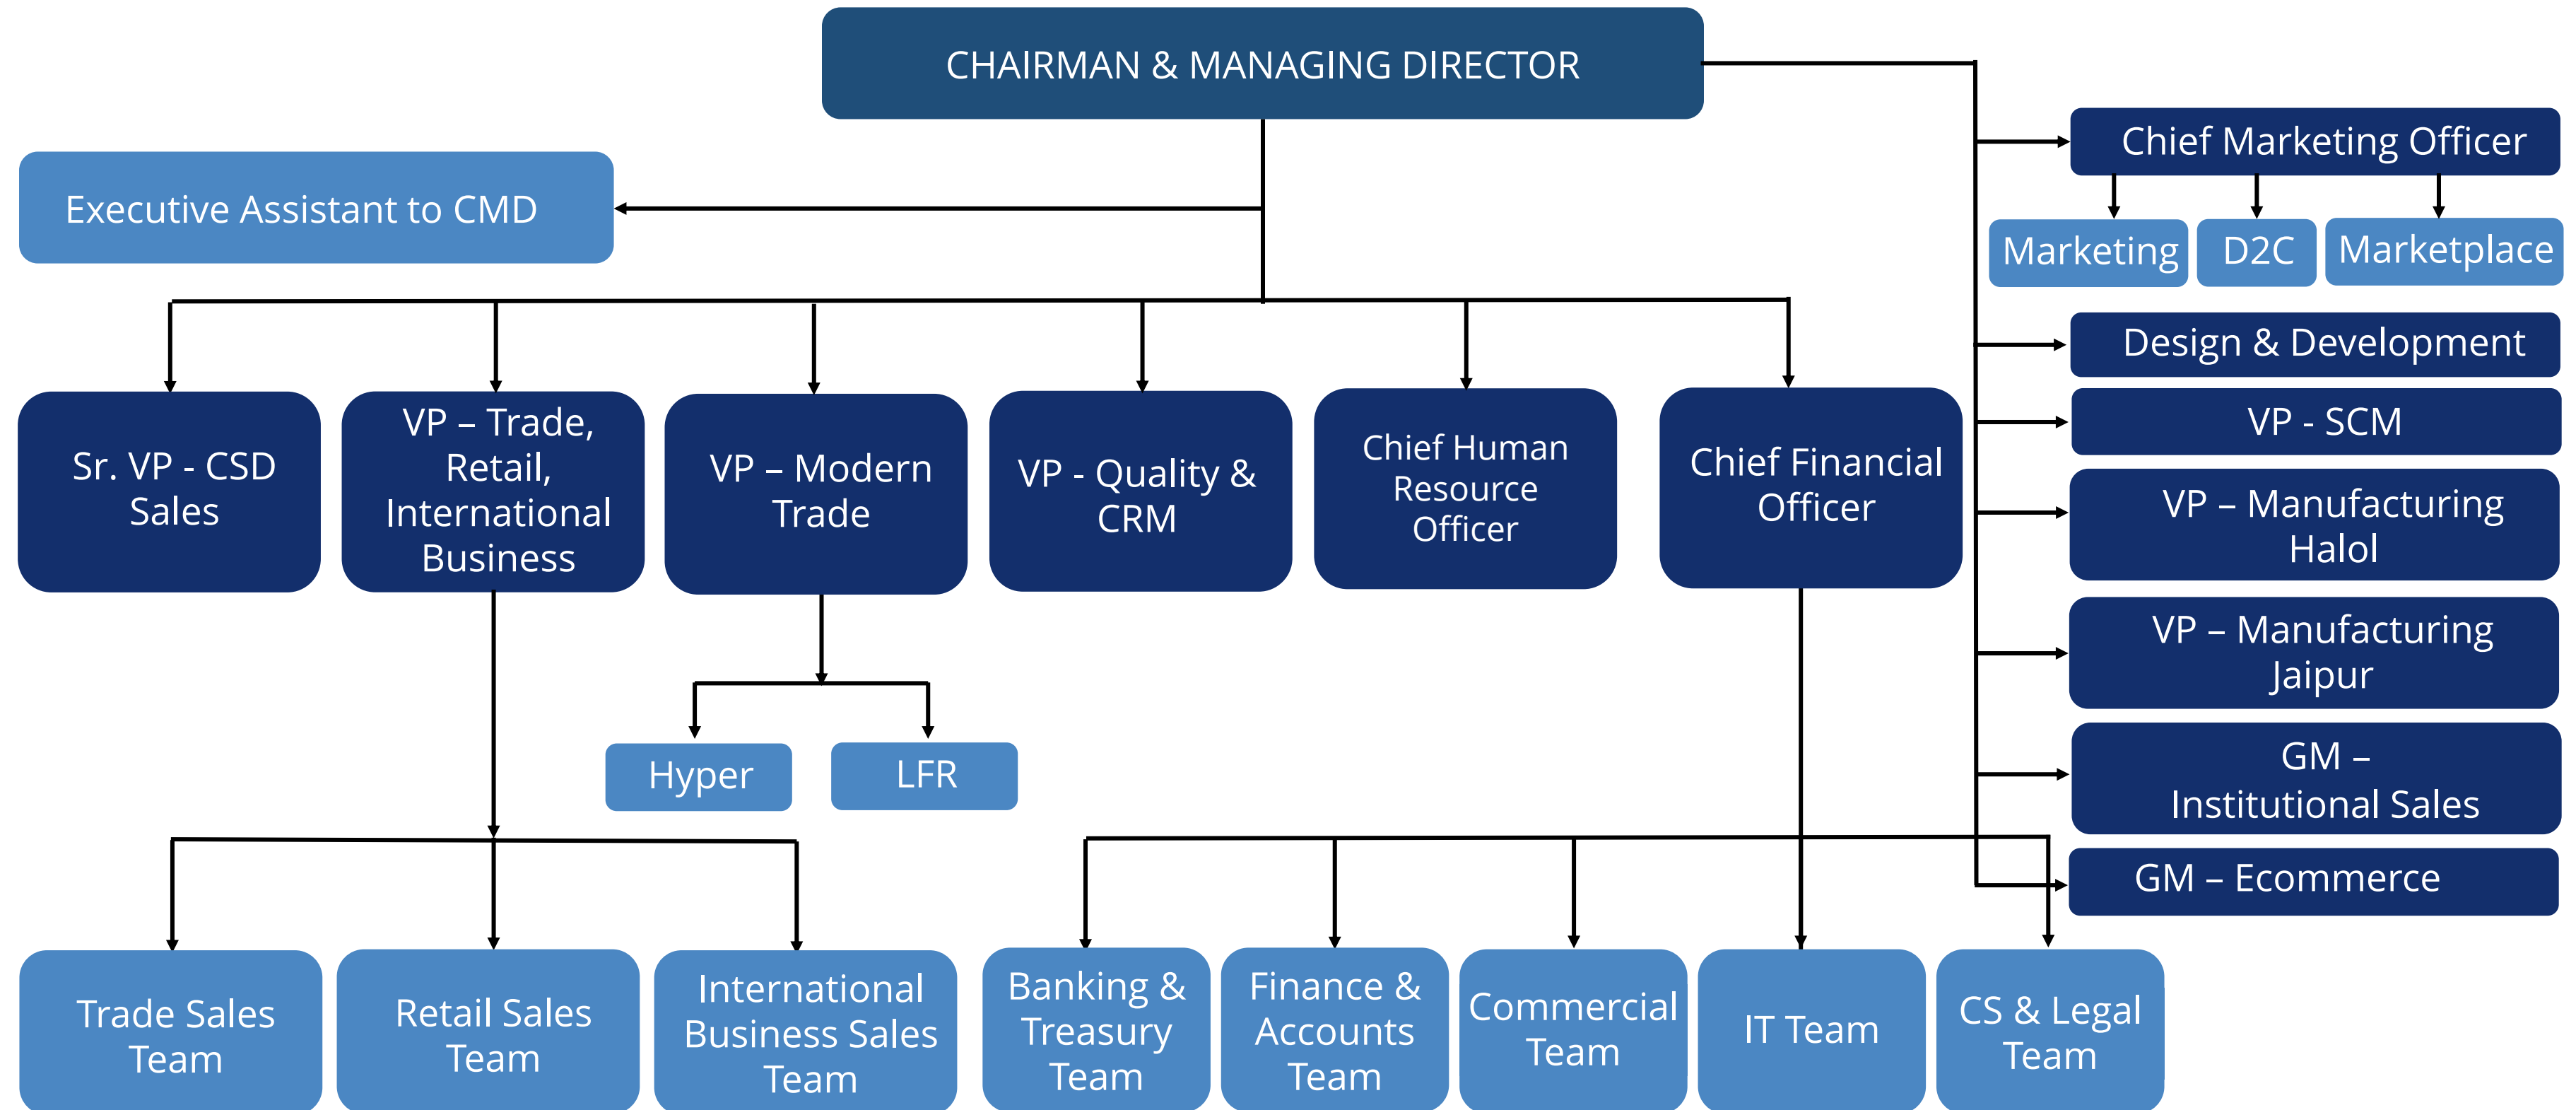 CHAIRMAN & MANAGING DIRECTOR
Executive Assistant to CMD
Chief Marketing Officer
Marketing
D2C
Marketplace
Design & Development
VP - SCM
VP – Manufacturing
Halol
VP – Manufacturing
Jaipur
GM –
Institutional Sales
GM – Ecommerce
Sr. VP - CSD
Sales
VP – Trade,
Retail,
International
Business
VP – Modern
Trade
VP - Quality &
CRM
Chief Human
Resource
Officer
Chief Financial
Officer
Hyper
LFR
Trade Sales
Team
Retail Sales
Team
International
Business Sales
Team
Banking &
Treasury
Team
Finance &
Accounts
Team
Commercial
Team
IT Team
CS & Legal
Team